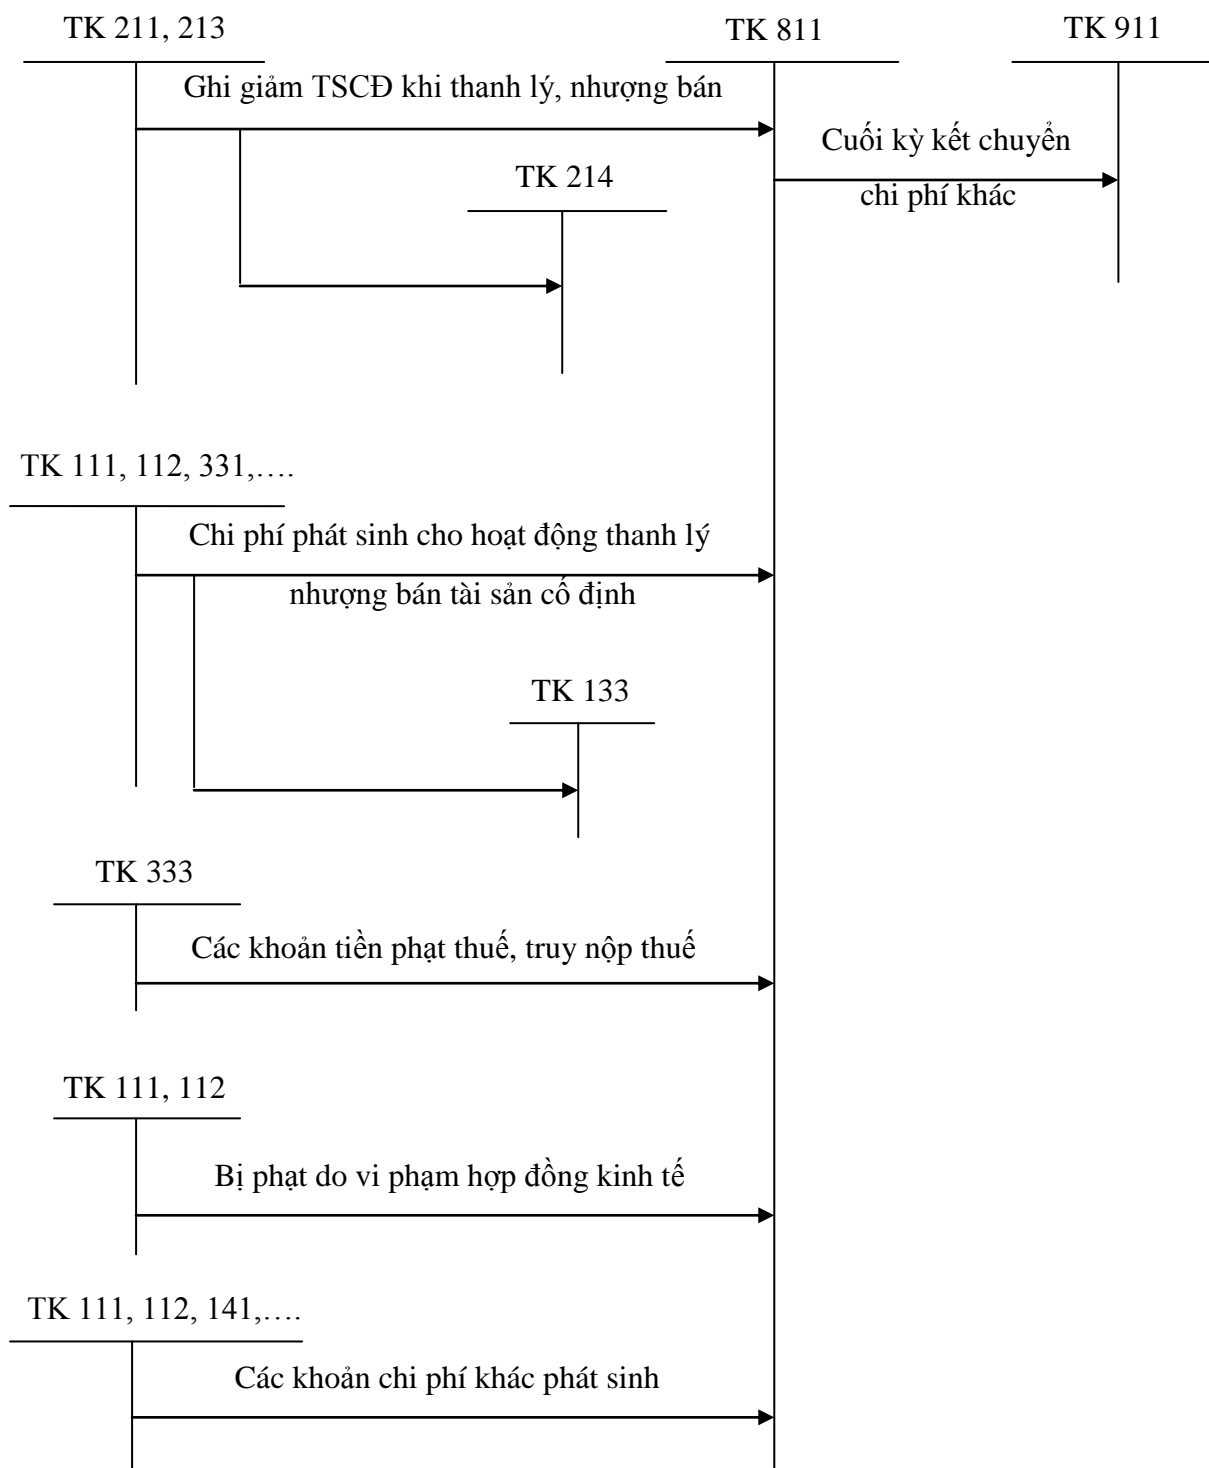 TK 211, 213
TK 811
TK 911
Ghi giảm TSCĐ khi thanh lý, nhượng bán
Cuối kỳ kết chuyển
chi phí khác
TK 214
TK 111, 112, 331,….
Chi phí phát sinh cho hoạt động thanh lý
nhượng bán tài sản cố định
TK 133
TK 333
Các khoản tiền phạt thuế, truy nộp thuế
TK 111, 112
Bị phạt do vi phạm hợp đồng kinh tế
TK 111, 112, 141,….
Các khoản chi phí khác phát sinh